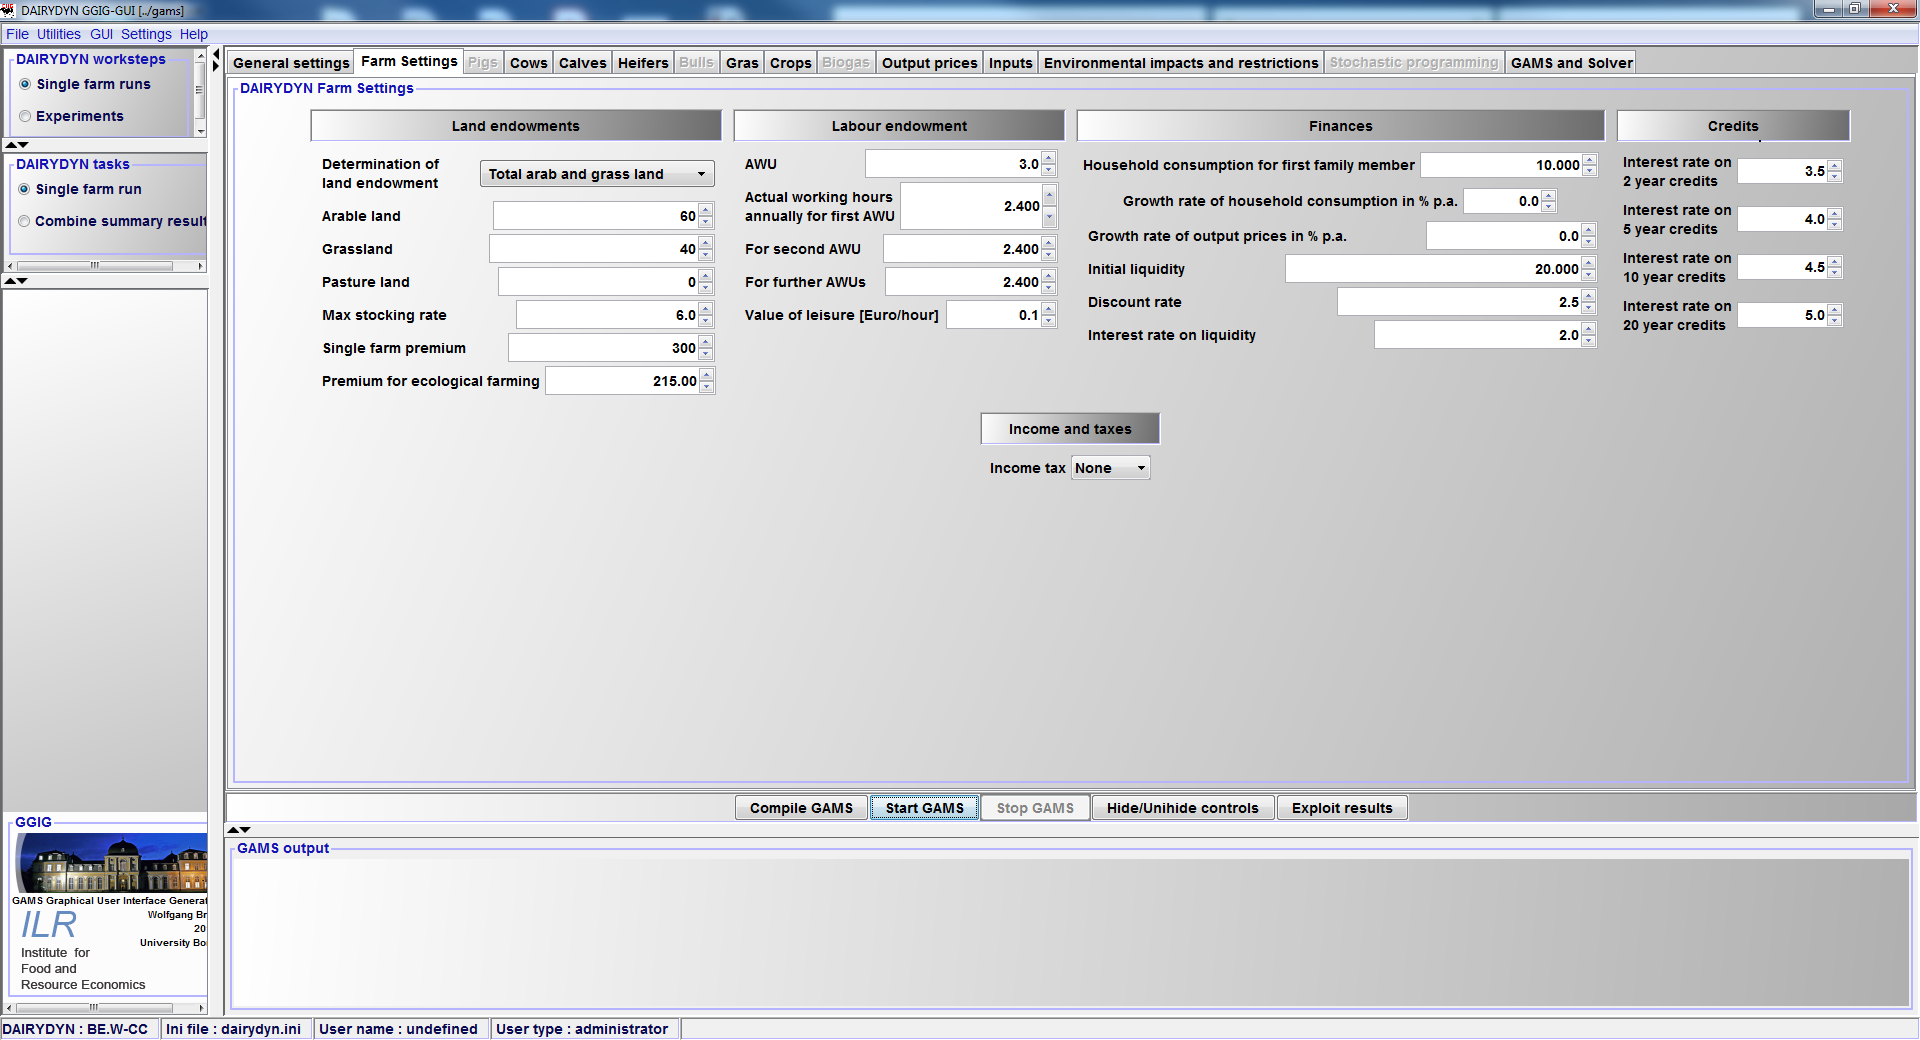 DAIRYDYN GGIG-GUI [../gams]
File Utilities GUI Settings Help
DAIRYDYN worksteps
Single farm runs
Experiments
DAIRYDYN tasks
Single farm run
Combine summary result
General settings Farm Settings Pigs Cows Calves Heifers Bulls Gras Crops Biogas Output prices Inputs Environmental impacts and restrictions Stochastic programming GAMS and Solver
DAIRYDYN Farm Settings
Land endowments
Determination of
land endowment
Total arab and grass land
Arable land 60
Grassland 40
Pasture land 0
Max stocking rate 6.0
Single farm premium 300
Premium for ecological farming 215.00
Labour endowment
AWU 3.0
Actual working hours
annually for first AWU
2.400
For second AWU 2.400
For further AWUs 2.400
Value of leisure [Euro/hour] 0.1
Finances
Household consumption for first family member 10.000
Growth rate of household consumption in % p.a. 0.0
Growth rate of output prices in % p.a. 0.0
Initial liquidity 20.000
Discount rate 2.5
Interest rate on liquidity 2.0
Credits
Interest rate on
2 year credits
3.5
Interest rate on
5 year credits
4.0
Interest rate on
10 year credits
4.5
Interest rate on
20 year credits
5.0
Income and taxes
Income tax None
Compile GAMS Start GAMS Stop GAMS Hide/Unihide controls Exploit results
GAMS output
GGIG
GAMS Graphical User Interface Generat
Wolfgang Br
20
University Bo
ILR
Institute for
Food and
Resource Economics
DAIRYDYN : BE.W-CC Ini file : dairydyn.ini User name : undefined User type : administrator